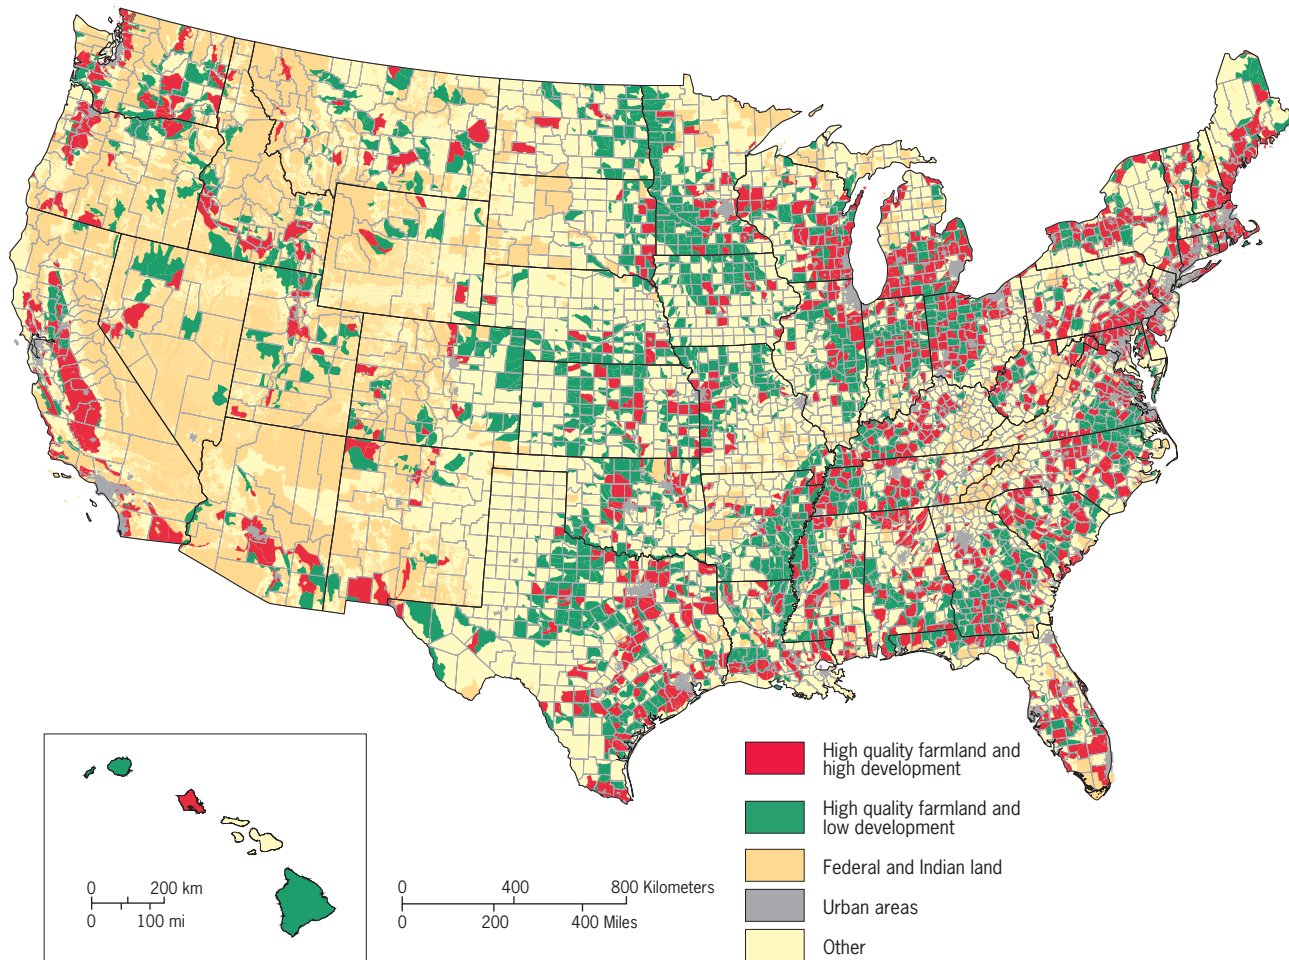 High quality farmland and
high development
High quality farmland and
low development
Federal and Indian land
Urban areas
Other
0 200 km
0 100 mi
0 400 800 Kilometers
0 200 400 Miles